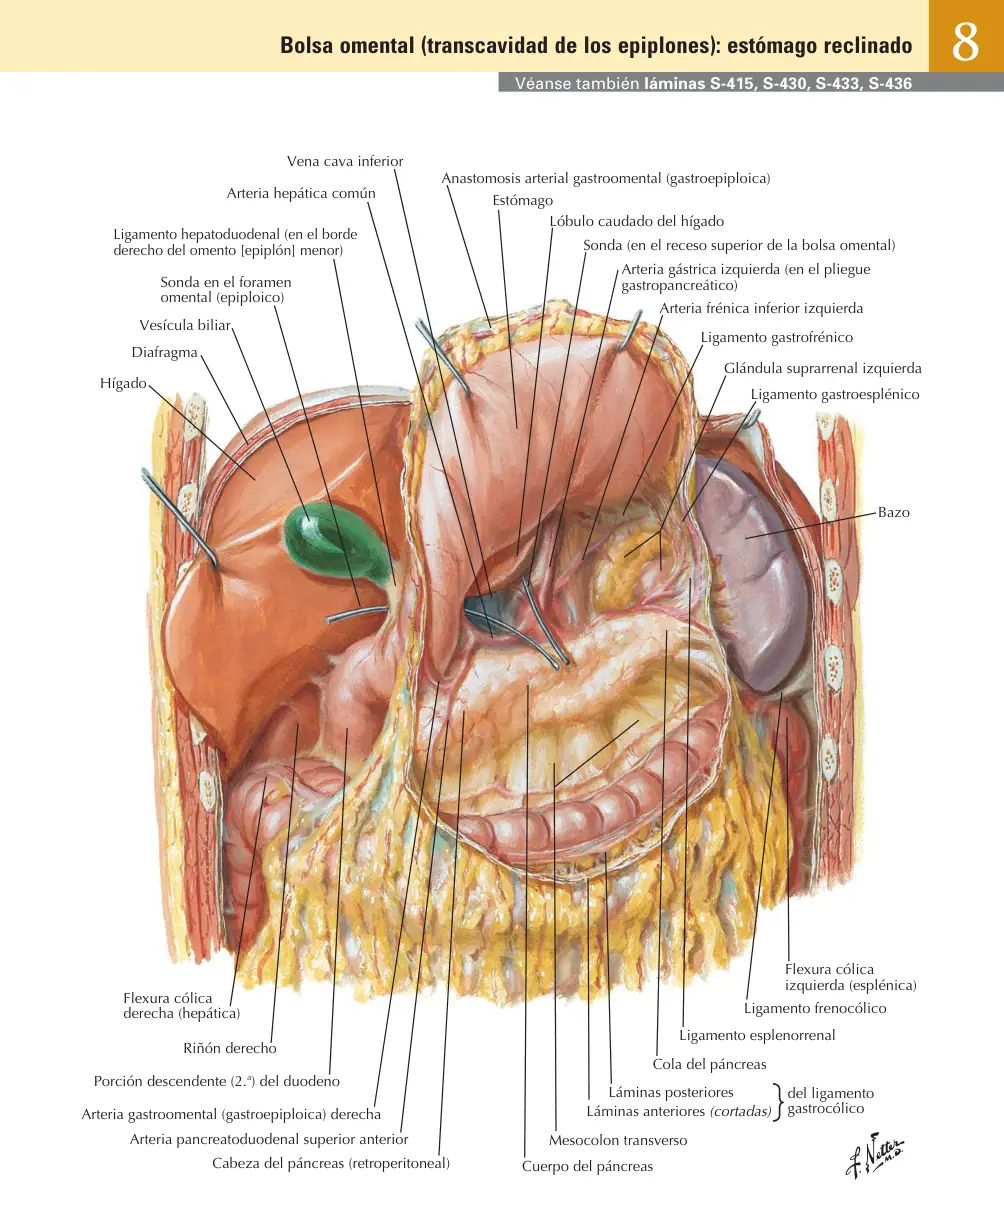 Bolsa omental (transcavidad de los epiplones): estómago reclinado
8
Véanse también láminas S-415, S-430, S-433, S-436
Vena cava inferior
Anastomosis arterial gastroomental (gastroepiploica)
Arteria hepática común
Estómago
Lóbulo caudado del hígado
Ligamento hepatoduodenal (en el borde
derecho del omento [epiplón] menor)
Sonda (en el receso superior de la bolsa omental)
Arteria gástrica izquierda (en el pliegue
gastropancreático)
Sonda en el foramen
omental (epiploico)
Arteria frénica inferior izquierda
Vesícula biliar
Ligamento gastrofrénico
Diafragma
Glándula suprarrenal izquierda
Hígado
Ligamento gastroesplénico
Bazo
Flexura cólica
izquierda (esplénica)
Flexura cólica
derecha (hepática)
Ligamento frenocólico
Riñón derecho
Ligamento esplenorrenal
Cola del páncreas
Porción descendente (2.ª) del duodeno
Láminas posteriores
Láminas anteriores (cortadas)
del ligamento
gastrocólico
Arteria gastroomental (gastroepiploica) derecha
Arteria pancreatoduodenal superior anterior
Mesocolon transverso
Cabeza del páncreas (retroperitoneal)
Cuerpo del páncreas
F. Netter
M.D.